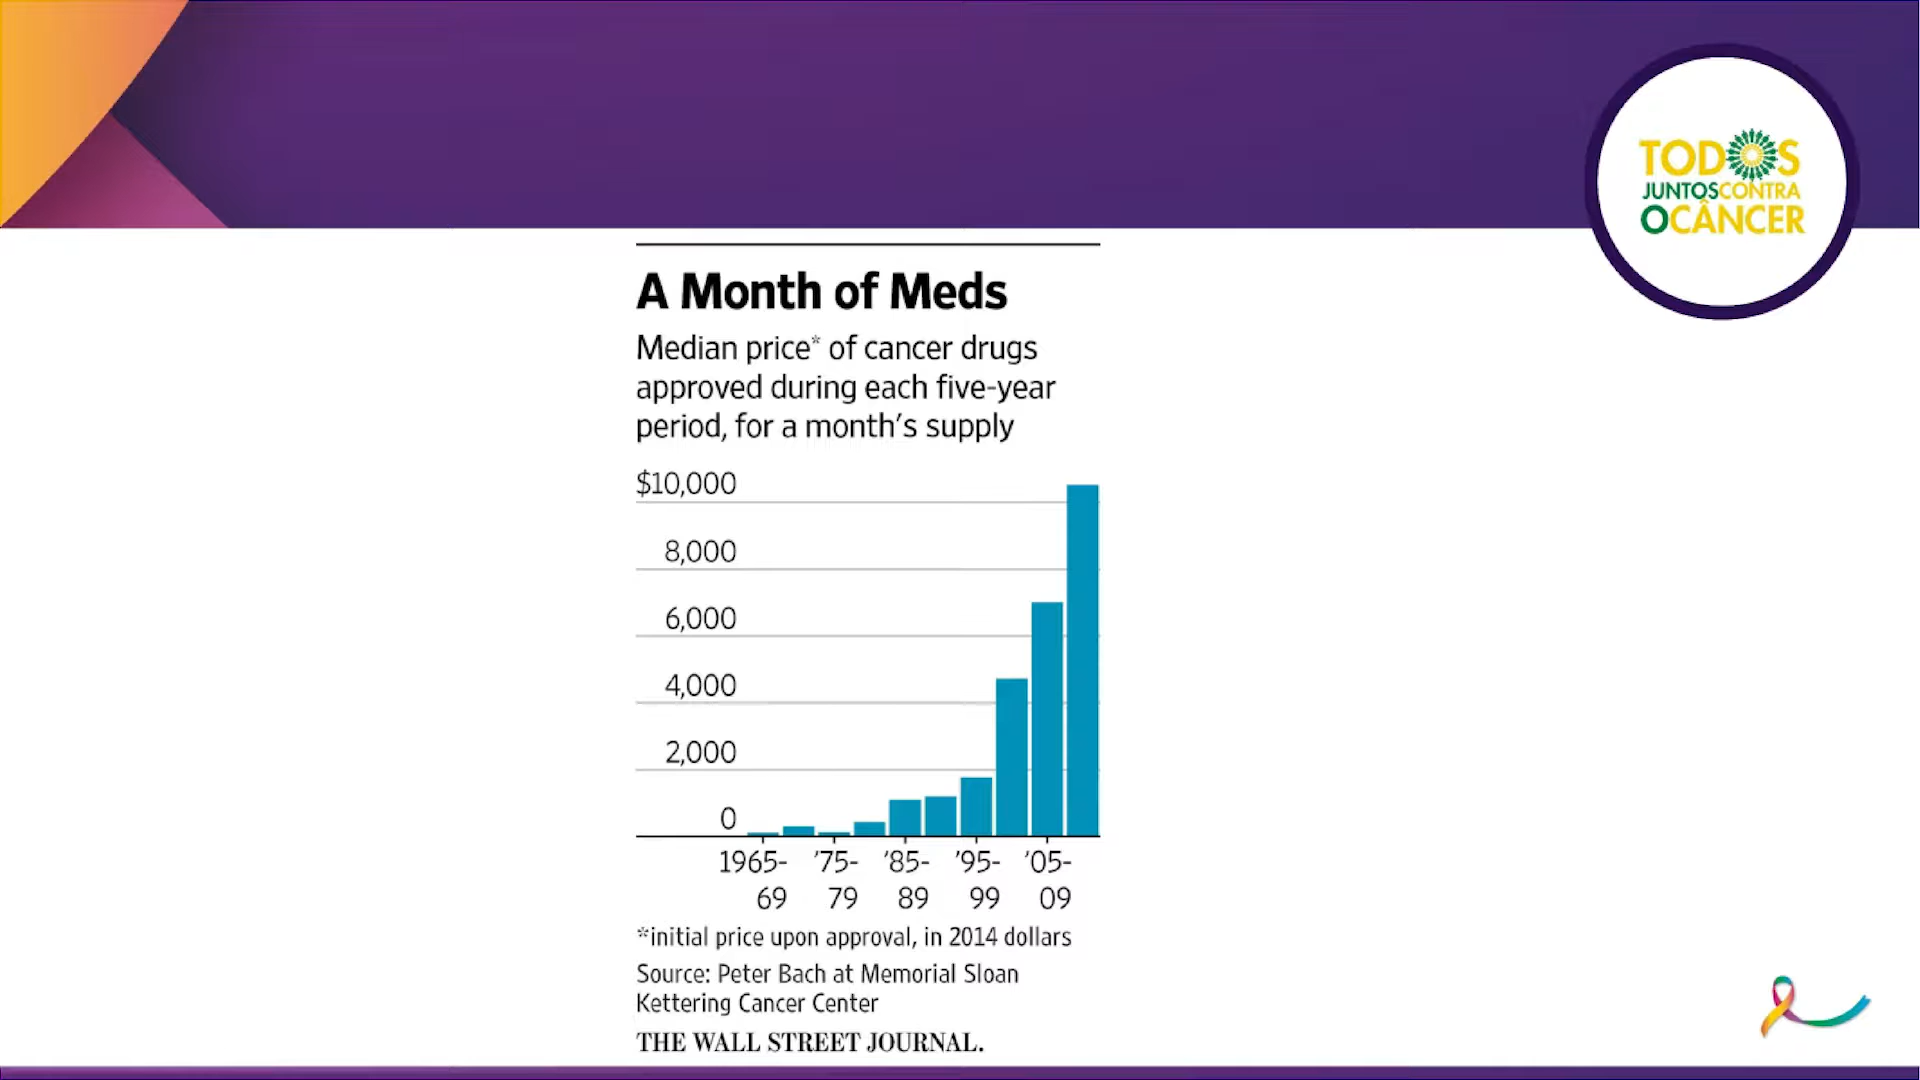 TODOS
JUNTOSCONTRA
OCÂNCER
A Month of Meds
Median price* of cancer drugs
approved during each five-year
period, for a month's supply
$10,000
8,000
6,000
4,000
2,000
0
1965-69
'75-79
'85-89
'95-99
'05-09
*initial price upon approval, in 2014 dollars
Source: Peter Bach at Memorial Sloan
Kettering Cancer Center
THE WALL STREET JOURNAL.